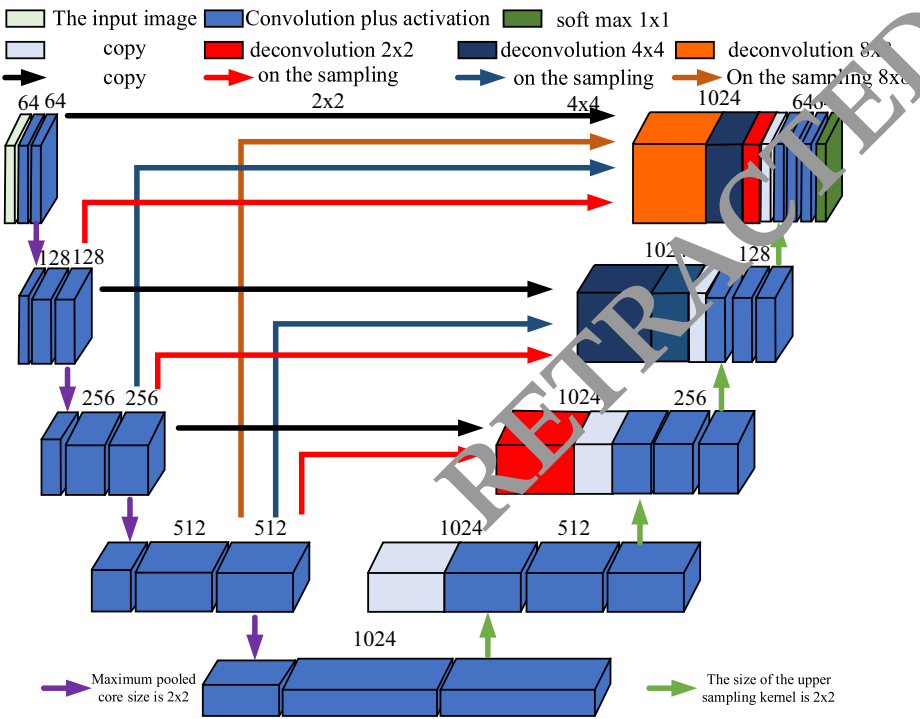 The input image Convolution plus activation soft max 1x1
copy deconvolution 2x2 deconvolution 4x4 deconvolution
copy on the sampling on the sampling On the sampling 8x8
64 64 2x2 4x4 1024 64
128 128 128
256 256 1024 256
512 512 1024 512
1024
Maximum pooled
core size is 2x2
The size of the upper
sampling kernel is 2x2
RETRACTED